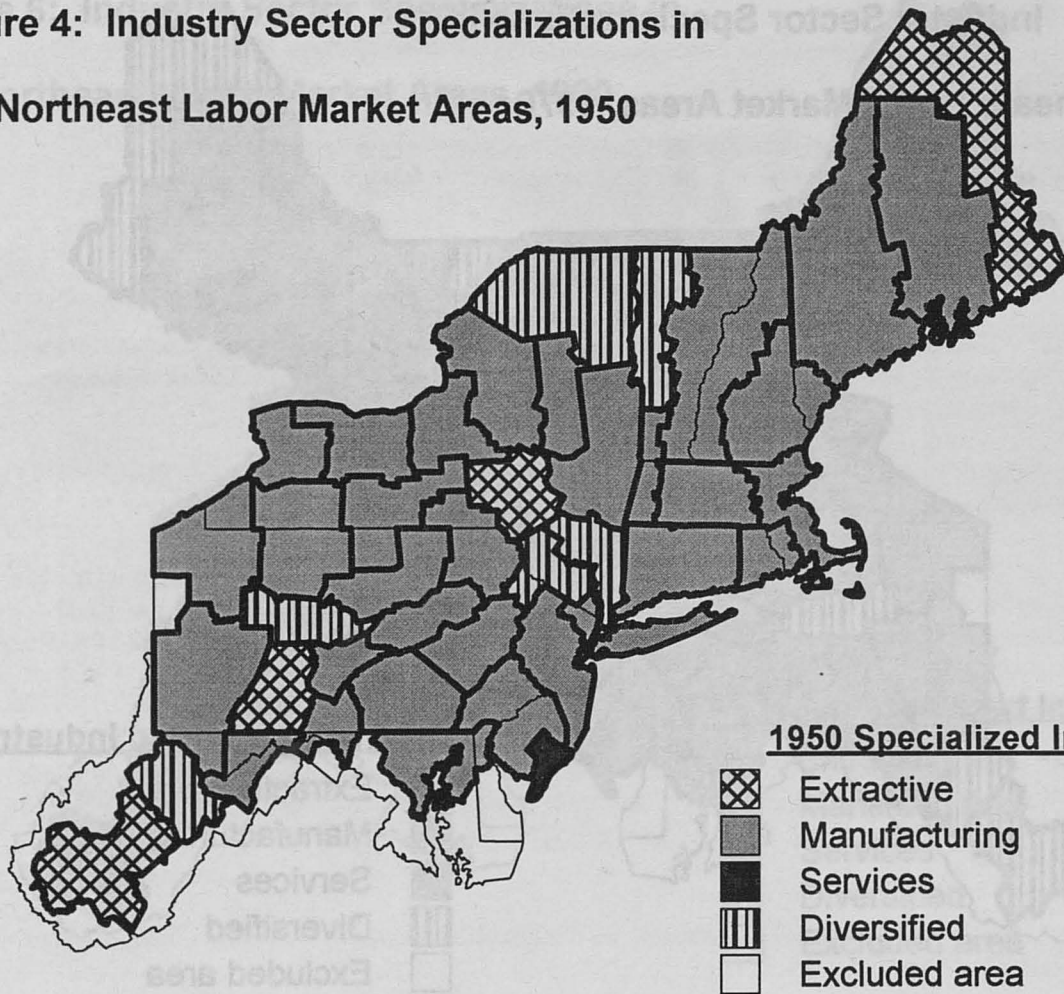 ure 4: Industry Sector Specializations in
Northeast Labor Market Areas, 1950
1950 Specialized In
Extractive
Manufacturing
Services
Diversified
Excluded area